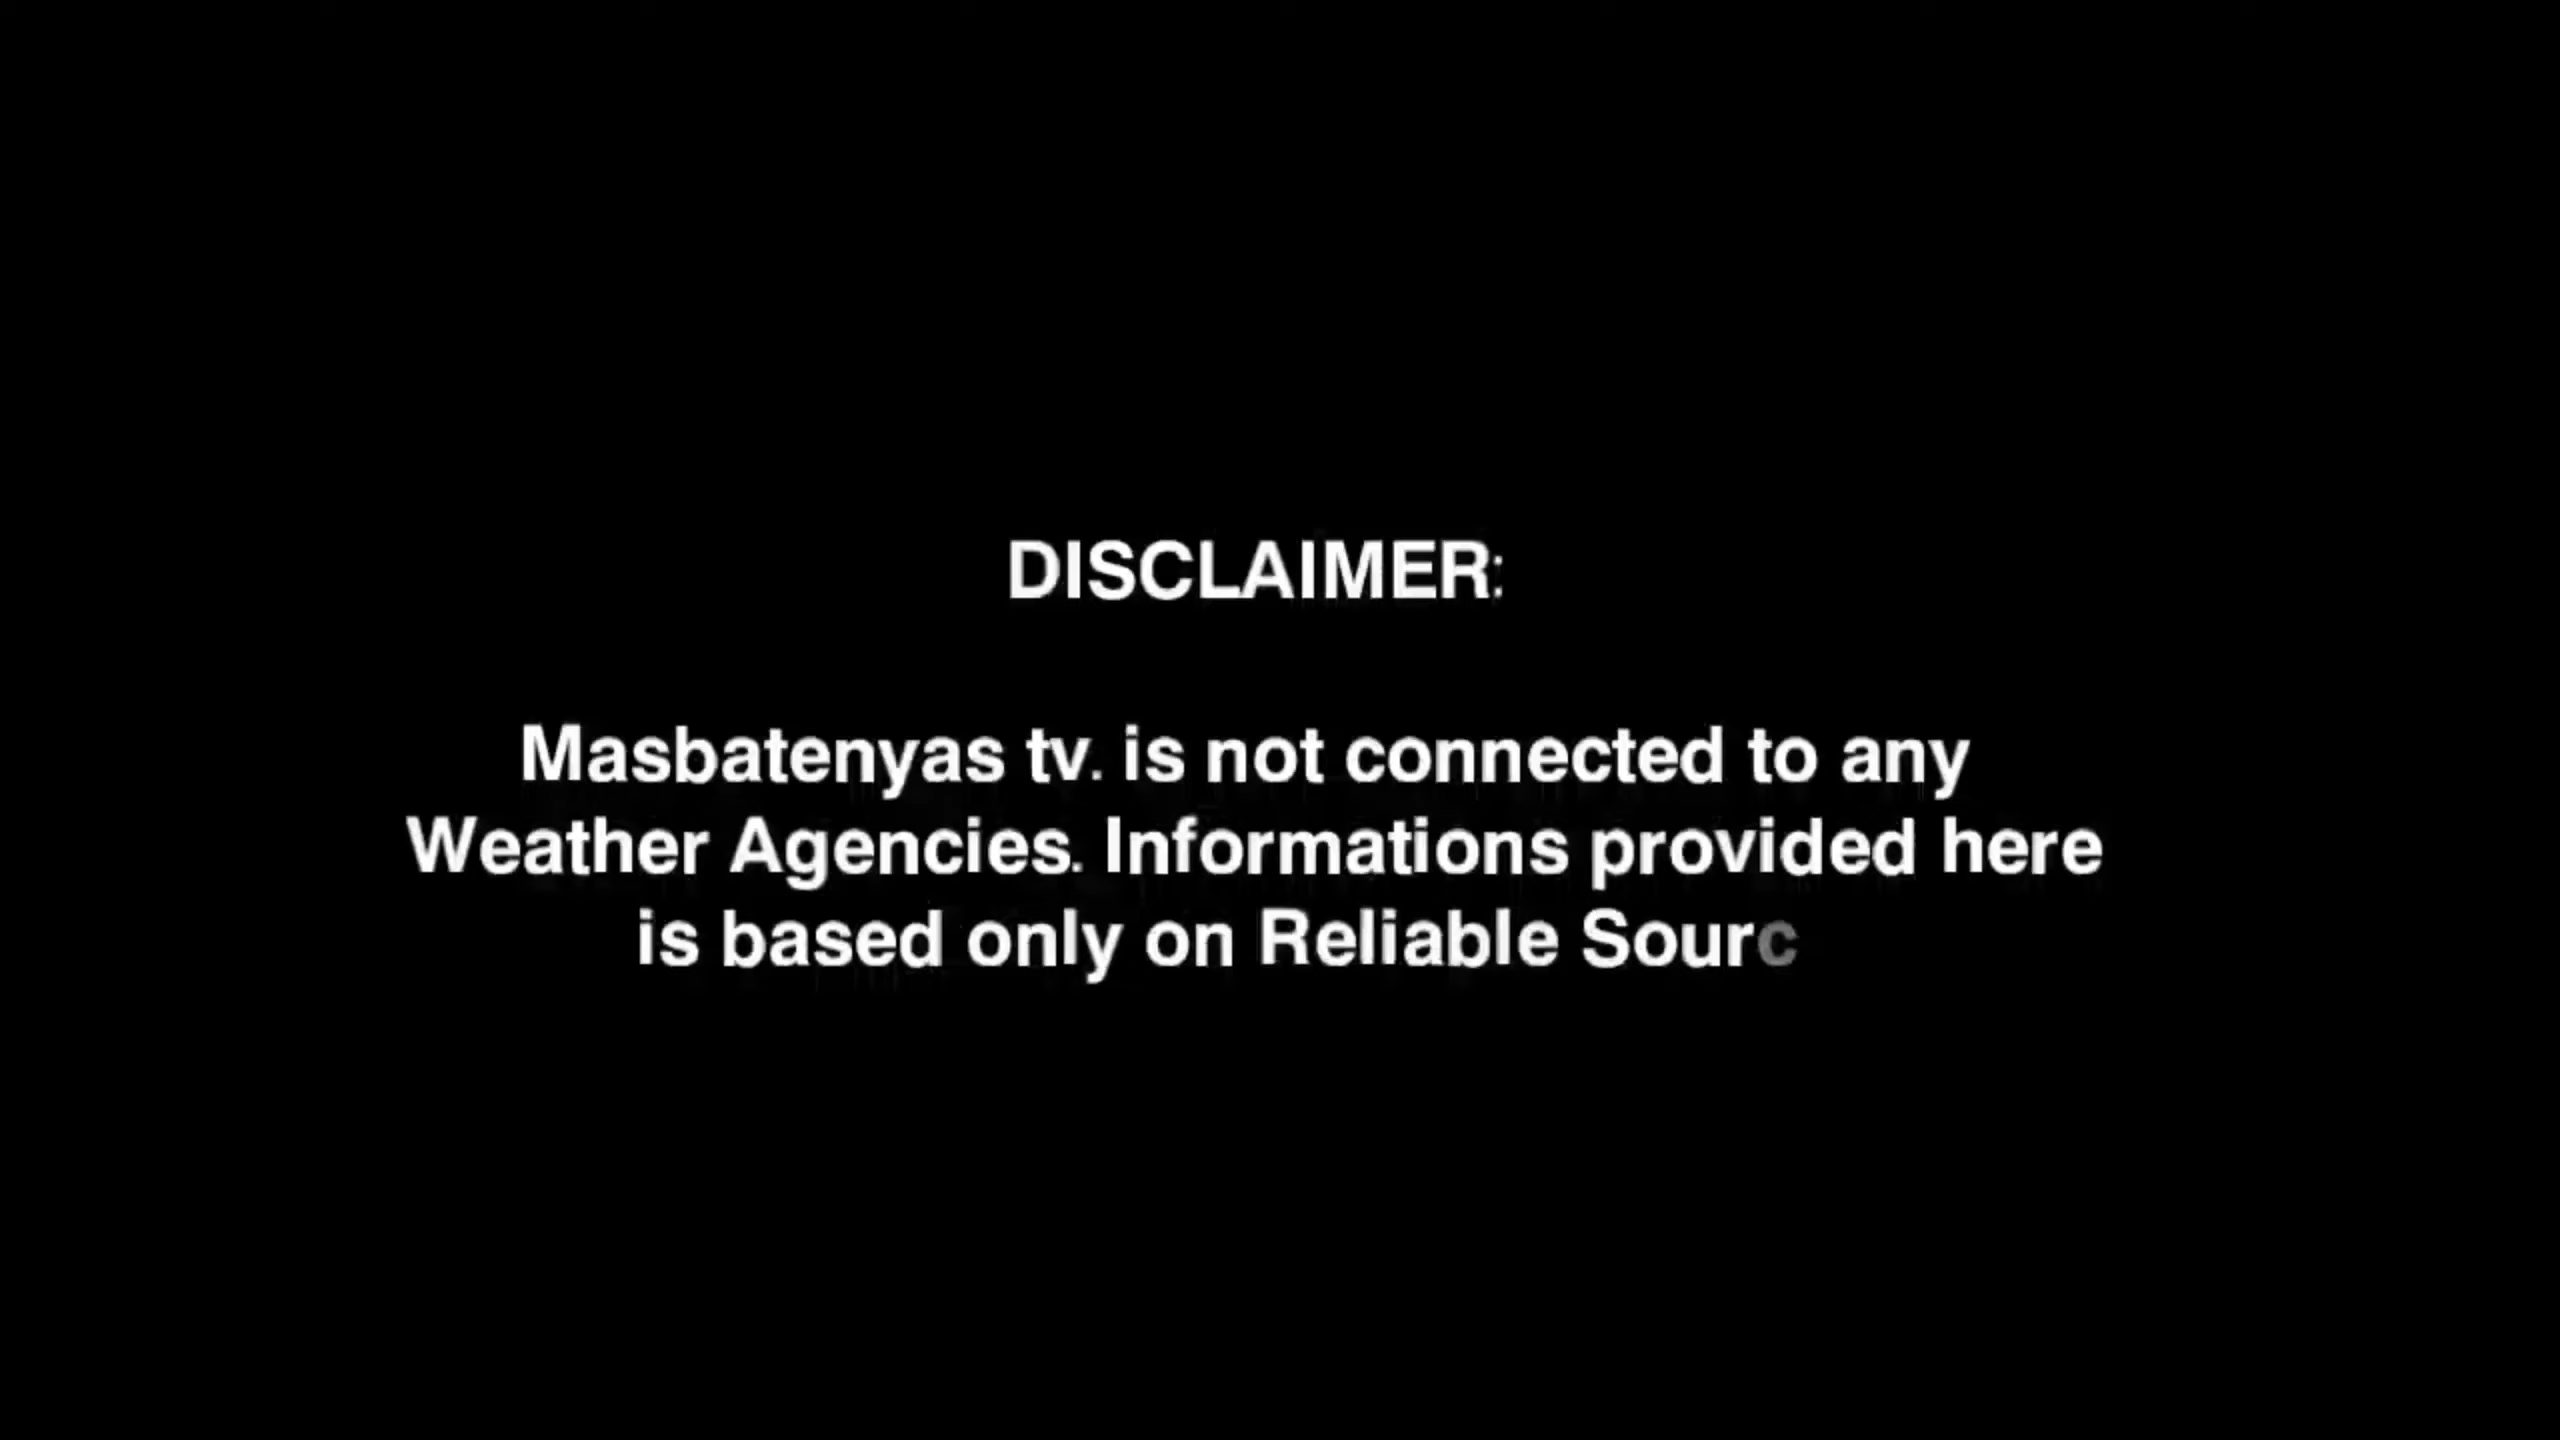 DISCLAIMER:
Masbatenyas tv. is not connected to any
Weather Agencies. Informations provided here
is based only on Reliable Sourc